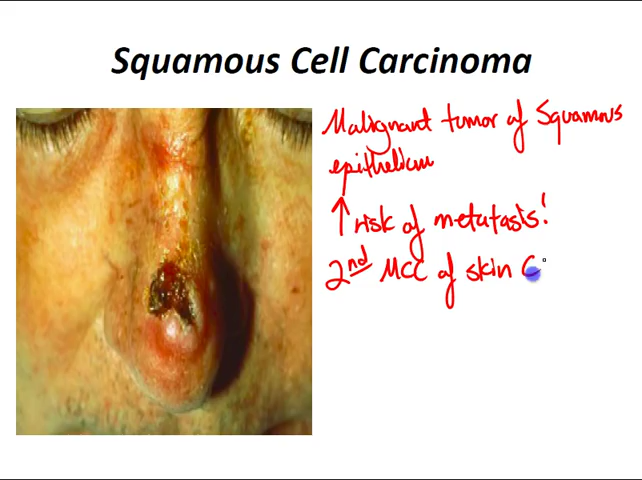 Squamous Cell Carcinoma
Malignant tumor of Squamous
epithelium
↑ risk of metastasis!
2nd MCC of skin C